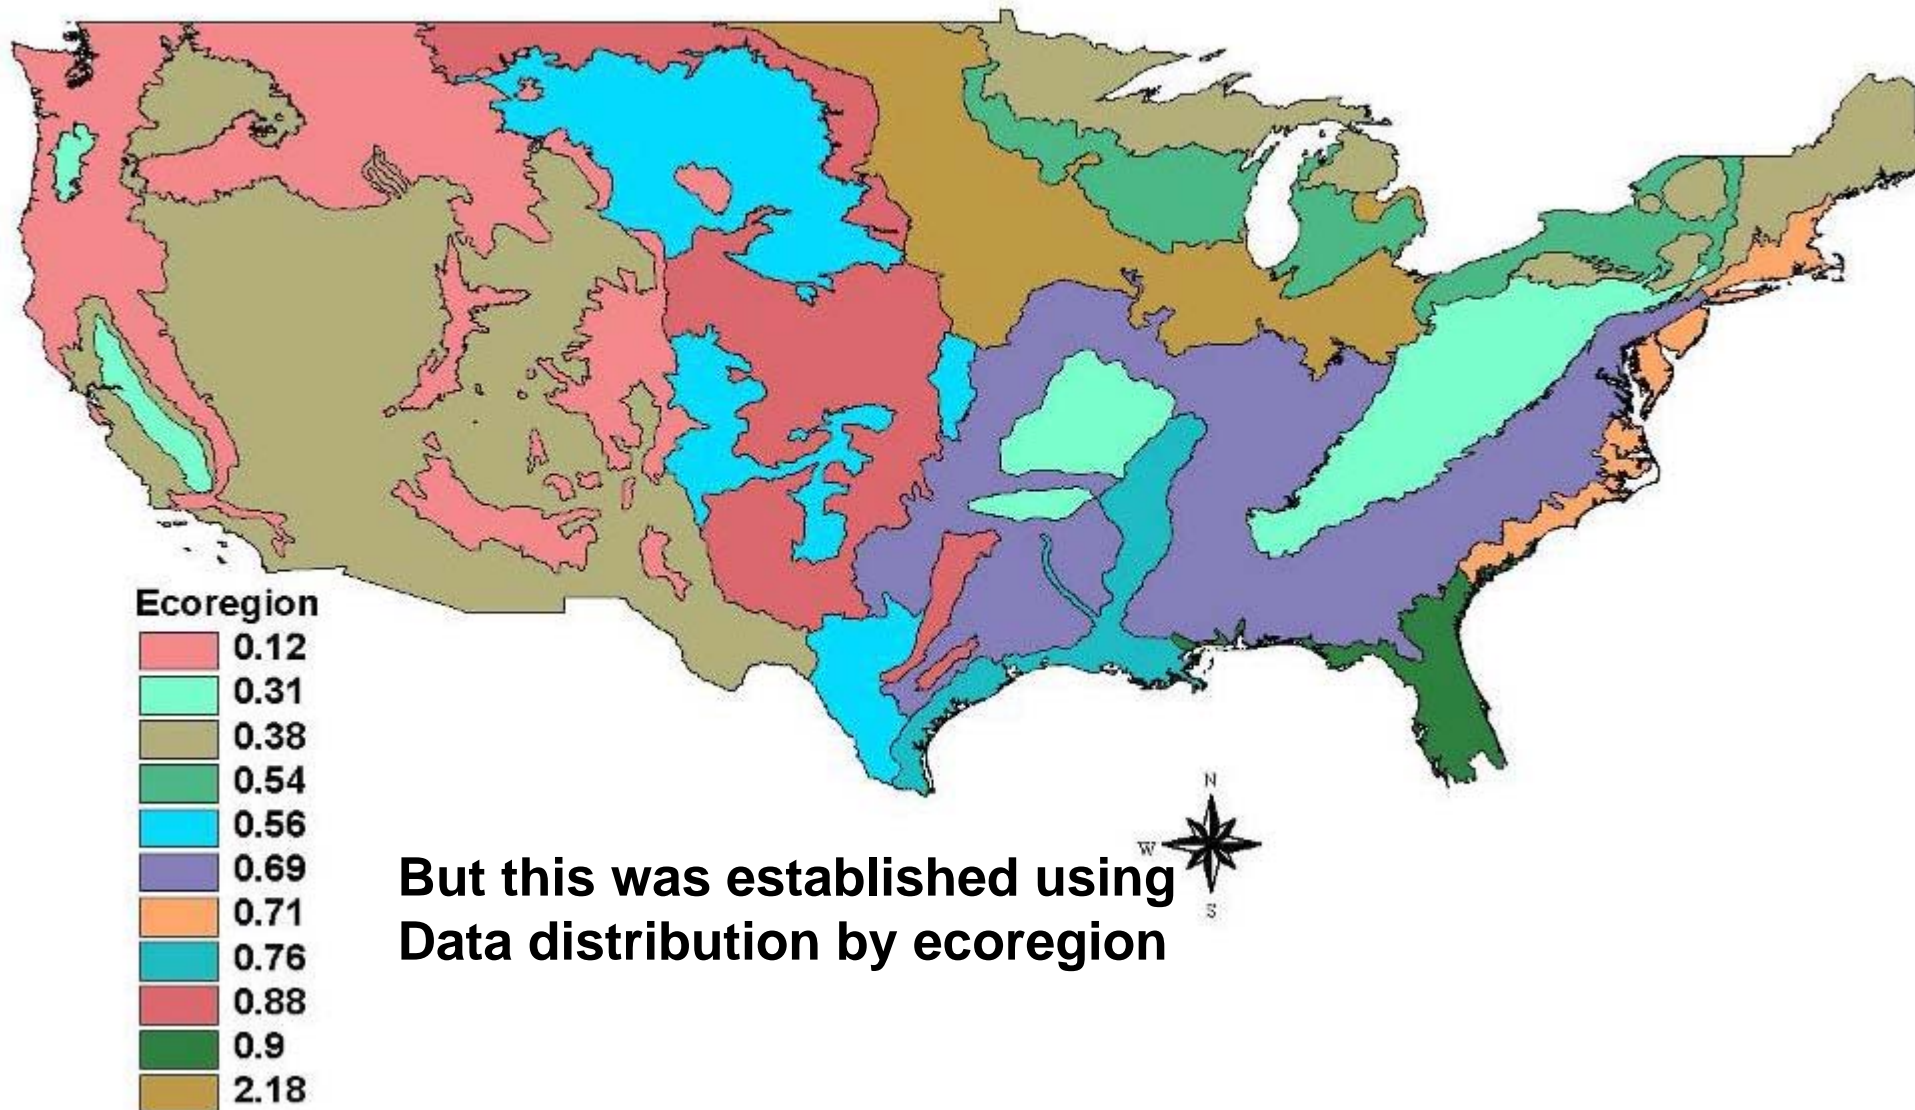 Ecoregion
0.12
0.31
0.38
0.54
0.56
0.69
0.71
0.76
0.88
0.9
2.18
But this was established using
Data distribution by ecoregion
N
W
S